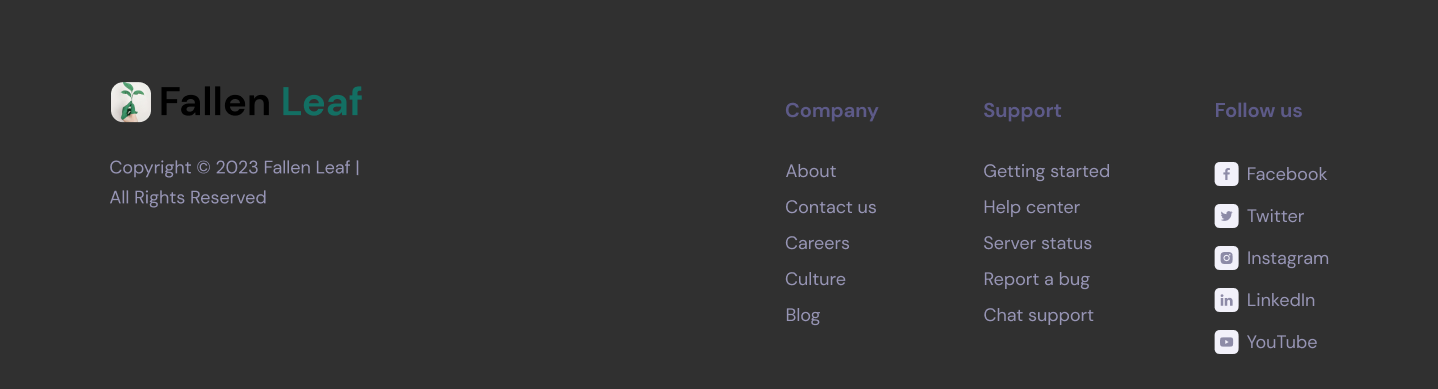 Fallen Leaf
Copyright © 2023 Fallen Leaf |
All Rights Reserved
Company
About
Contact us
Careers
Culture
Blog
Support
Getting started
Help center
Server status
Report a bug
Chat support
Follow us
Facebook
Twitter
Instagram
LinkedIn
YouTube